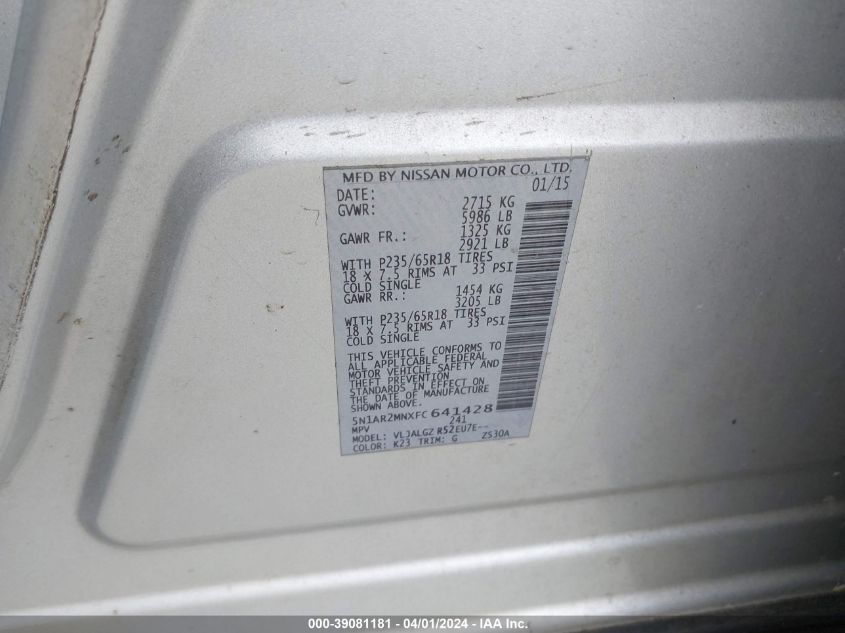 MFD BY NISSAN MOTOR CO., LTD.
DATE: 01/15
GVWR: 2715 KG
5986 LB
GAWR FR.: 1325 KG
2921 LB
WITH P235/65R18 TIRES
18 X 7.5 RIMS AT 33 PSI
COLD SINGLE
GAWR RR.: 1454 KG
3205 LB
WITH P235/65R18 TIRES
18 X 7.5 RIMS AT 33 PSI
COLD SINGLE
THIS VEHICLE CONFORMS TO
ALL APPLICABLE FEDERAL
MOTOR VEHICLE SAFETY AND
THEFT PREVENTION
STANDARDS IN EFFECT ON
THE DATE OF MANUFACTURE
SHOWN ABOVE.
5N1AR2MNXFC641428
MPV 241
MODEL: VLJALGZ R52EU7E--
COLOR: K23 TRIM: G ZS30A
000-39081181 - 04/01/2024 - IAA Inc.